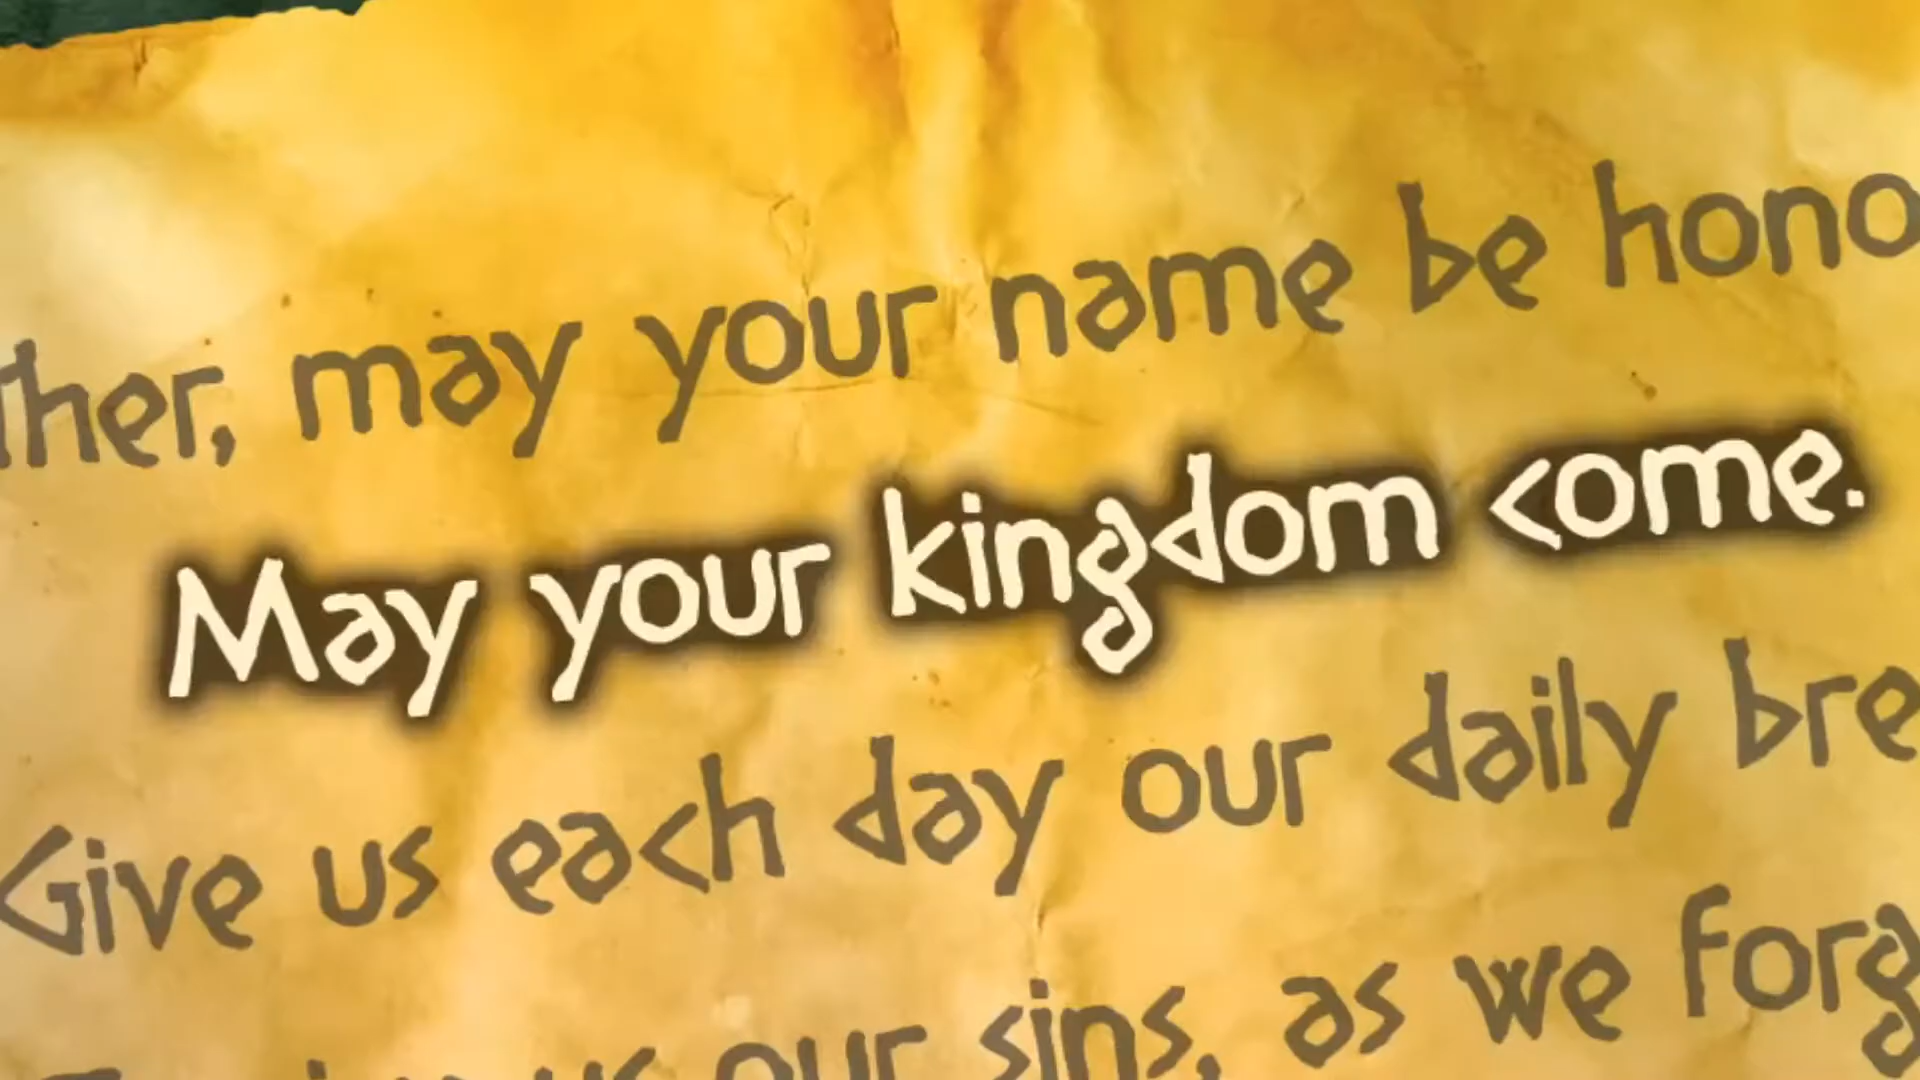 ther, may your name be hono
May your kingdom come.
Give us each day our daily bre
us our sins, as we forg